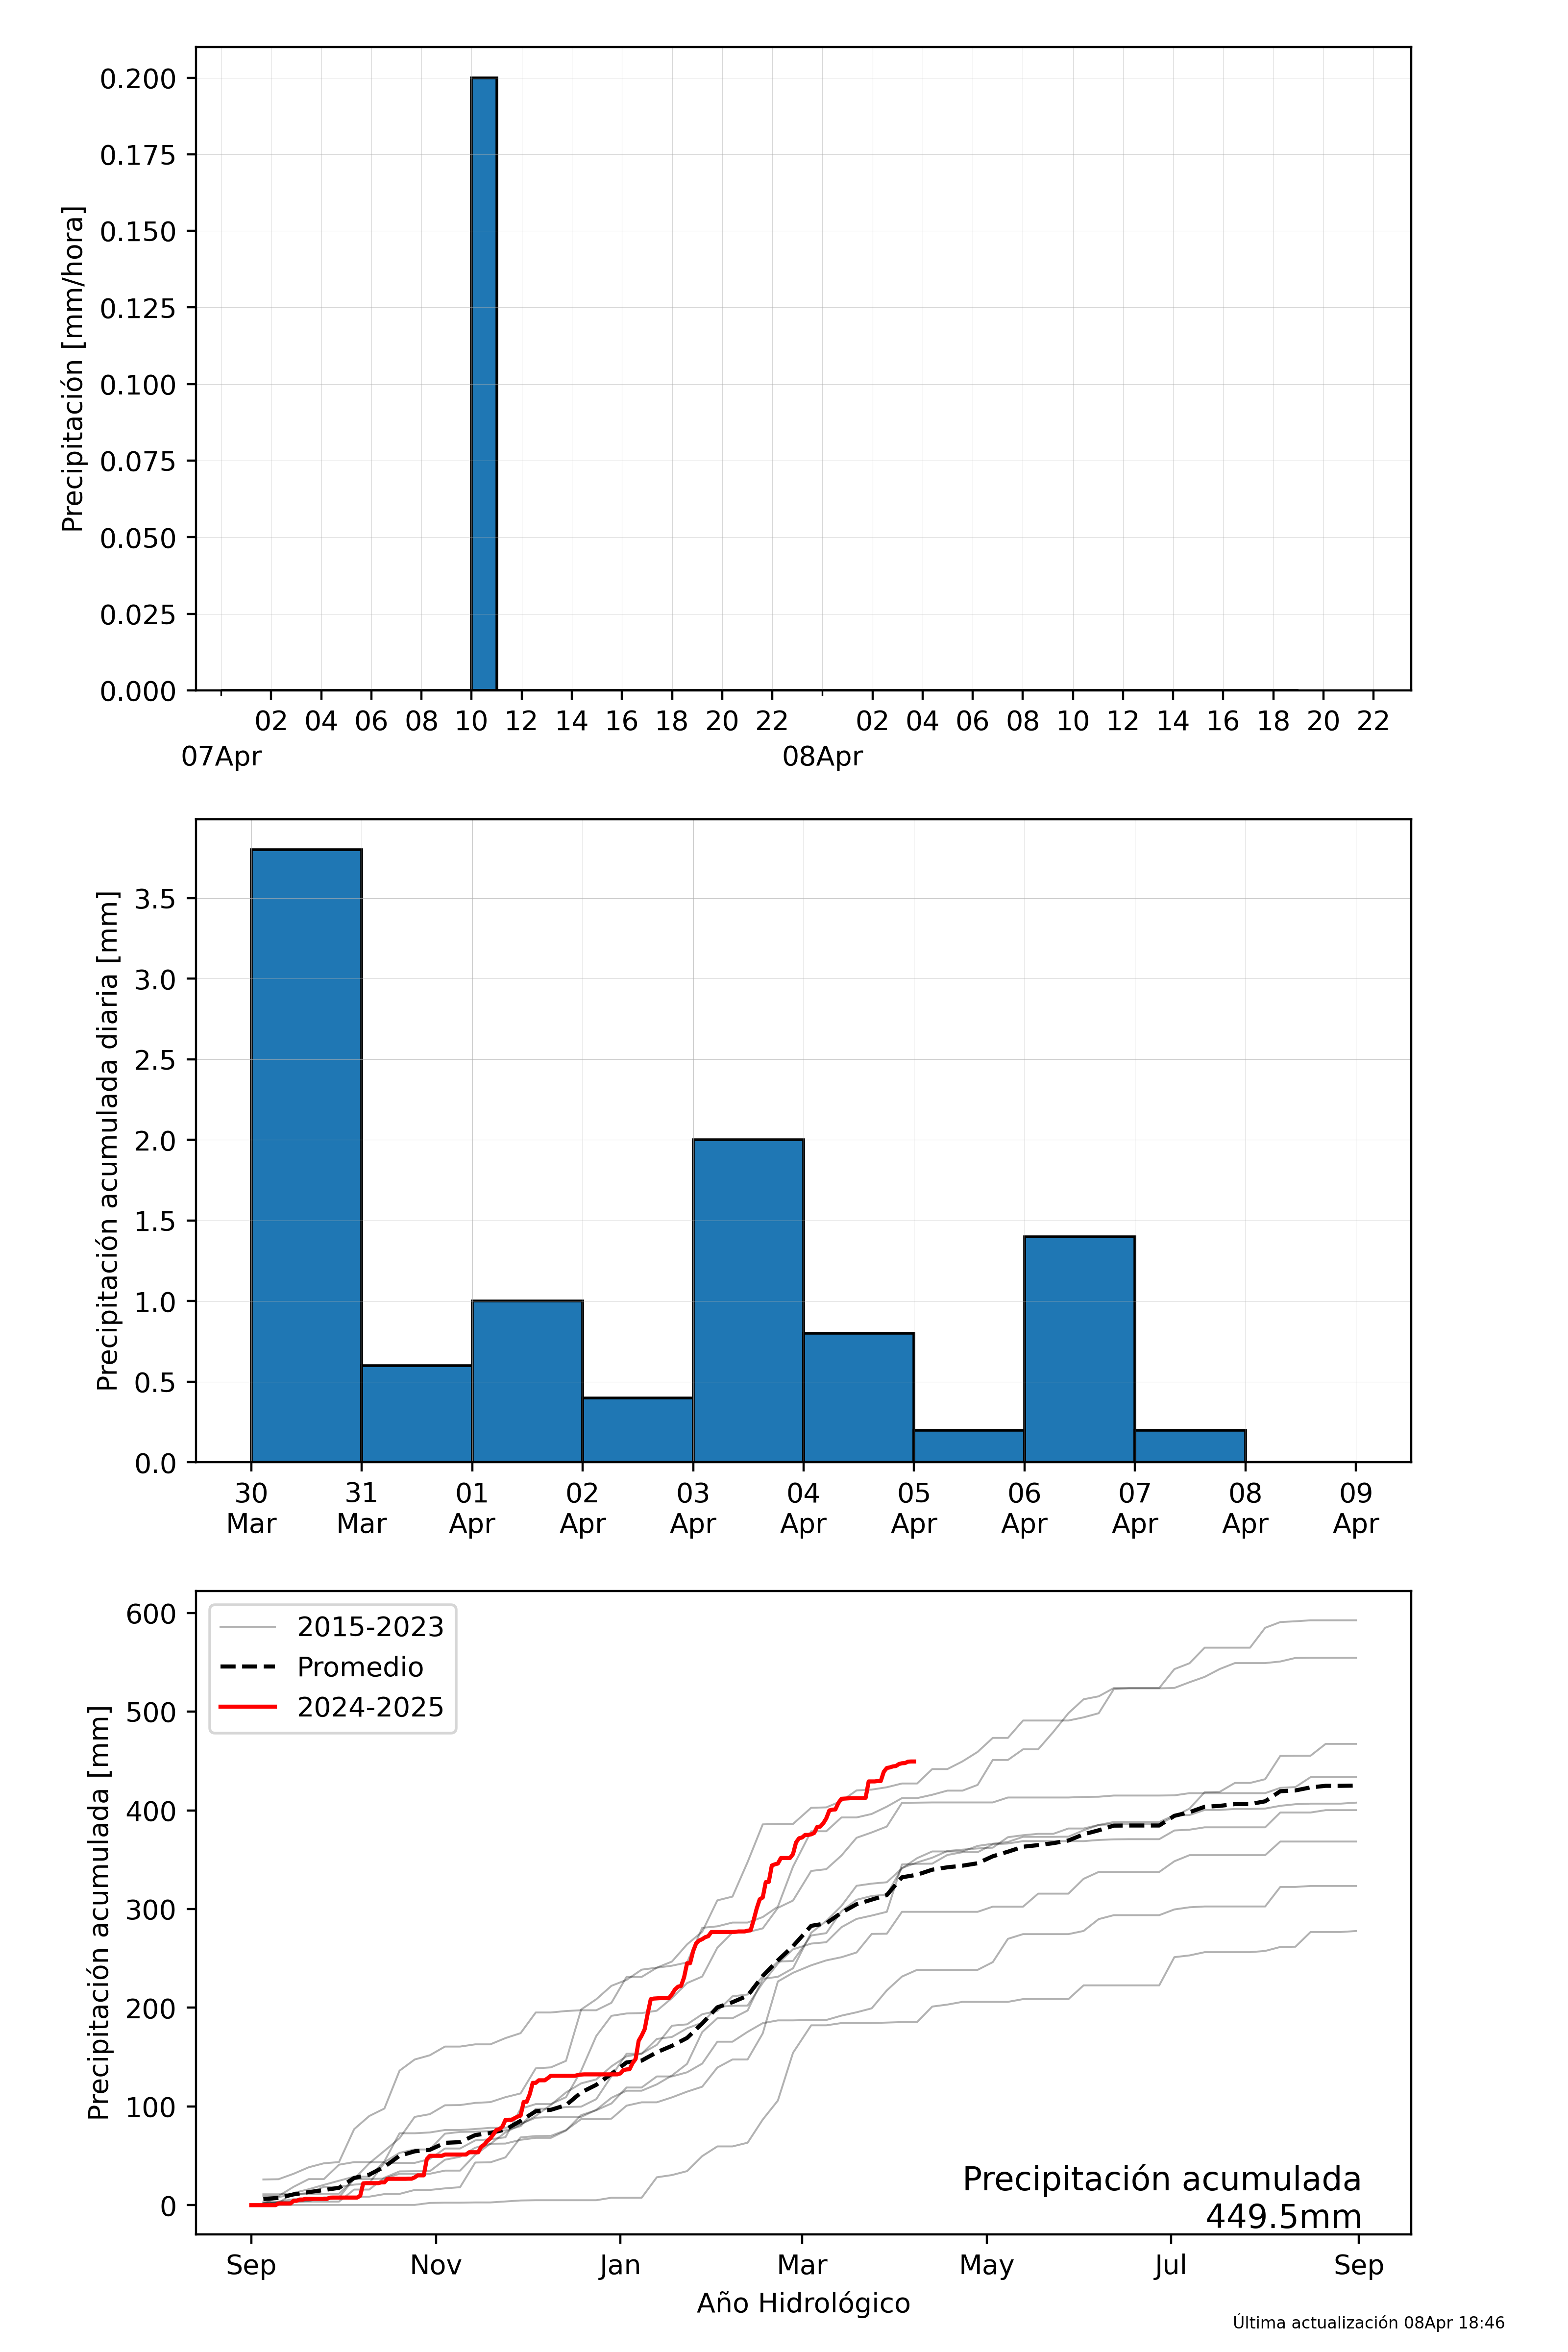 Precipitación [mm/hora]
0.200
0.175
0.150
0.125
0.100
0.075
0.050
0.025
0.000
02 04 06 08 10 12 14 16 18 20 22 02 04 06 08 10 12 14 16 18 20 22
07Apr 08Apr
Precipitación acumulada diaria [mm]
3.5
3.0
2.5
2.0
1.5
1.0
0.5
0.0
30 31 01 02 03 04 05 06 07 08 09
Mar Mar Apr Apr Apr Apr Apr Apr Apr Apr Apr
Precipitación acumulada [mm]
600
500
400
300
200
100
0
2015-2023
Promedio
2024-2025
Precipitación acumulada
449.5mm
Sep Nov Jan Mar May Jul Sep
Año Hidrológico
Última actualización 08Apr 18:46